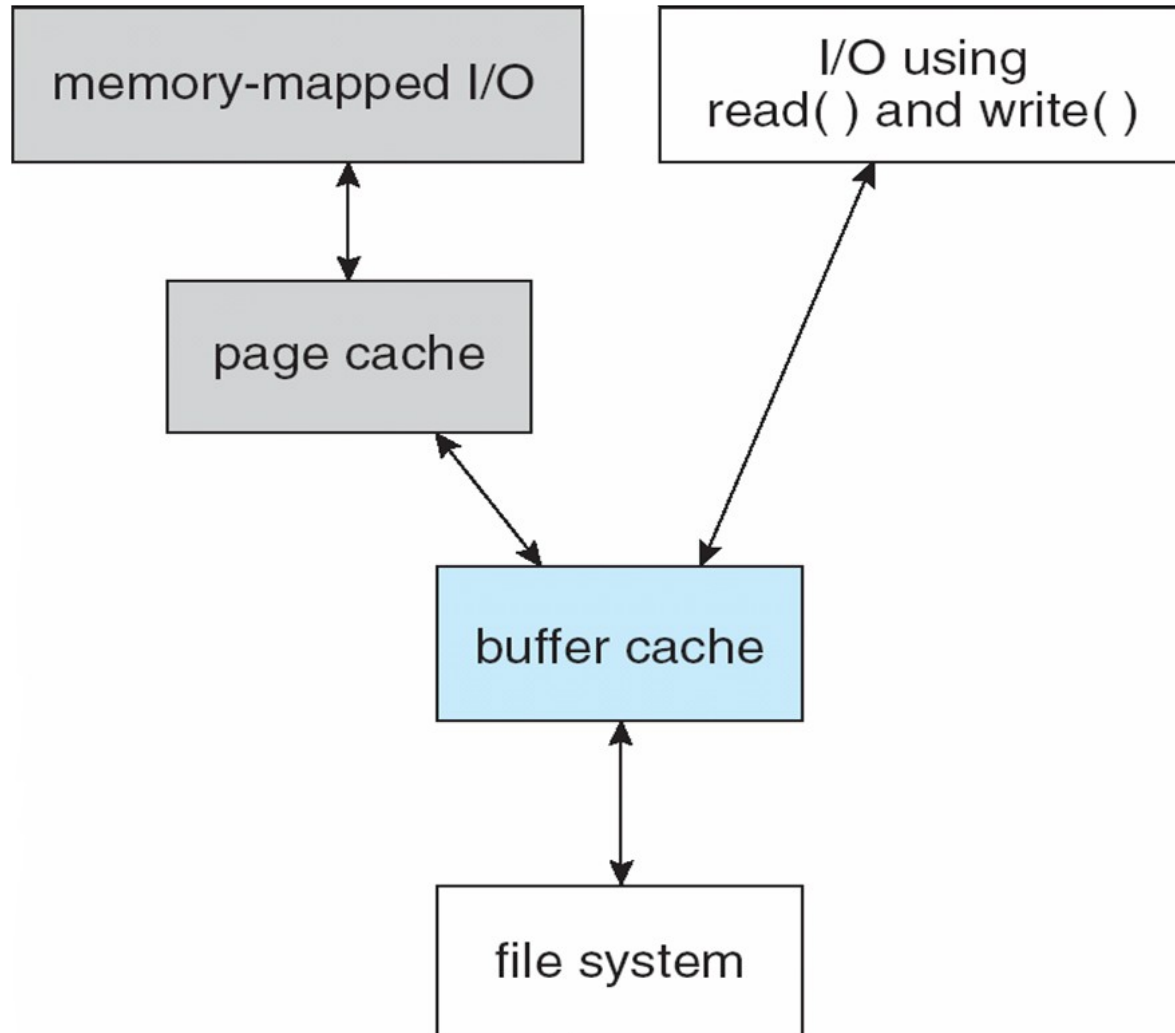 memory-mapped I/O
I/O using
read( ) and write( )
page cache
buffer cache
file system